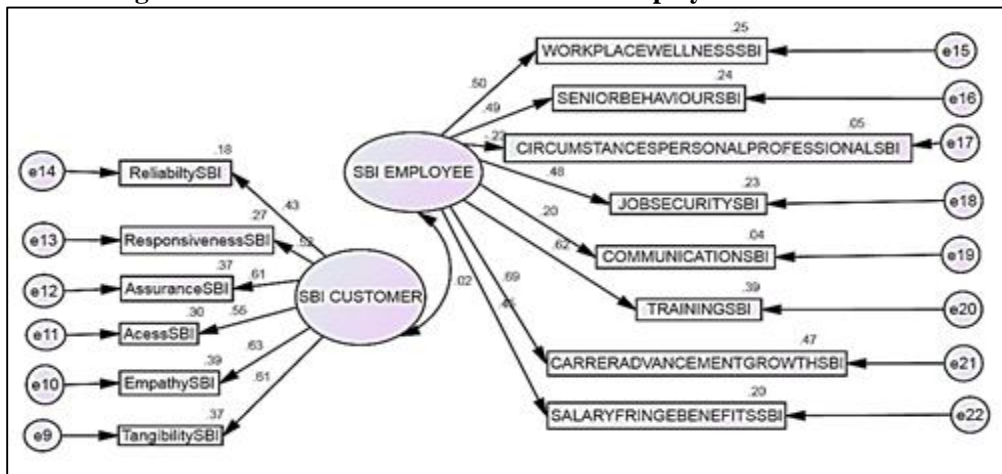 .25
WORKPLACEWELLNESSSBI
e15
.50
.24
SENIORBEHAVIOURSBI
e16
.49
.05
CIRCUMSTANCESPERSONALPROFESSIONALSBI
e17
-.23
SBI EMPLOYEE
.23
JOBSECURITYSBI
e18
.48
.04
COMMUNICATIONSBI
e19
.20
.39
TRAININGSBI
e20
.62
.47
CARRERADVANCEMENTGROWTHSBI
e21
.69
.20
SALARYFRINGEBENEFITSSBI
e22
.02
e14
.18
ReliabiltySBI
.43
e13
.27
ResponsivenessSBI
.52
e12
.37
AssuranceSBI
.61
SBI CUSTOMER
e11
.30
AcessSBI
.55
e10
.39
EmpathySBI
.63
e9
.37
TangibilitySBI
.61